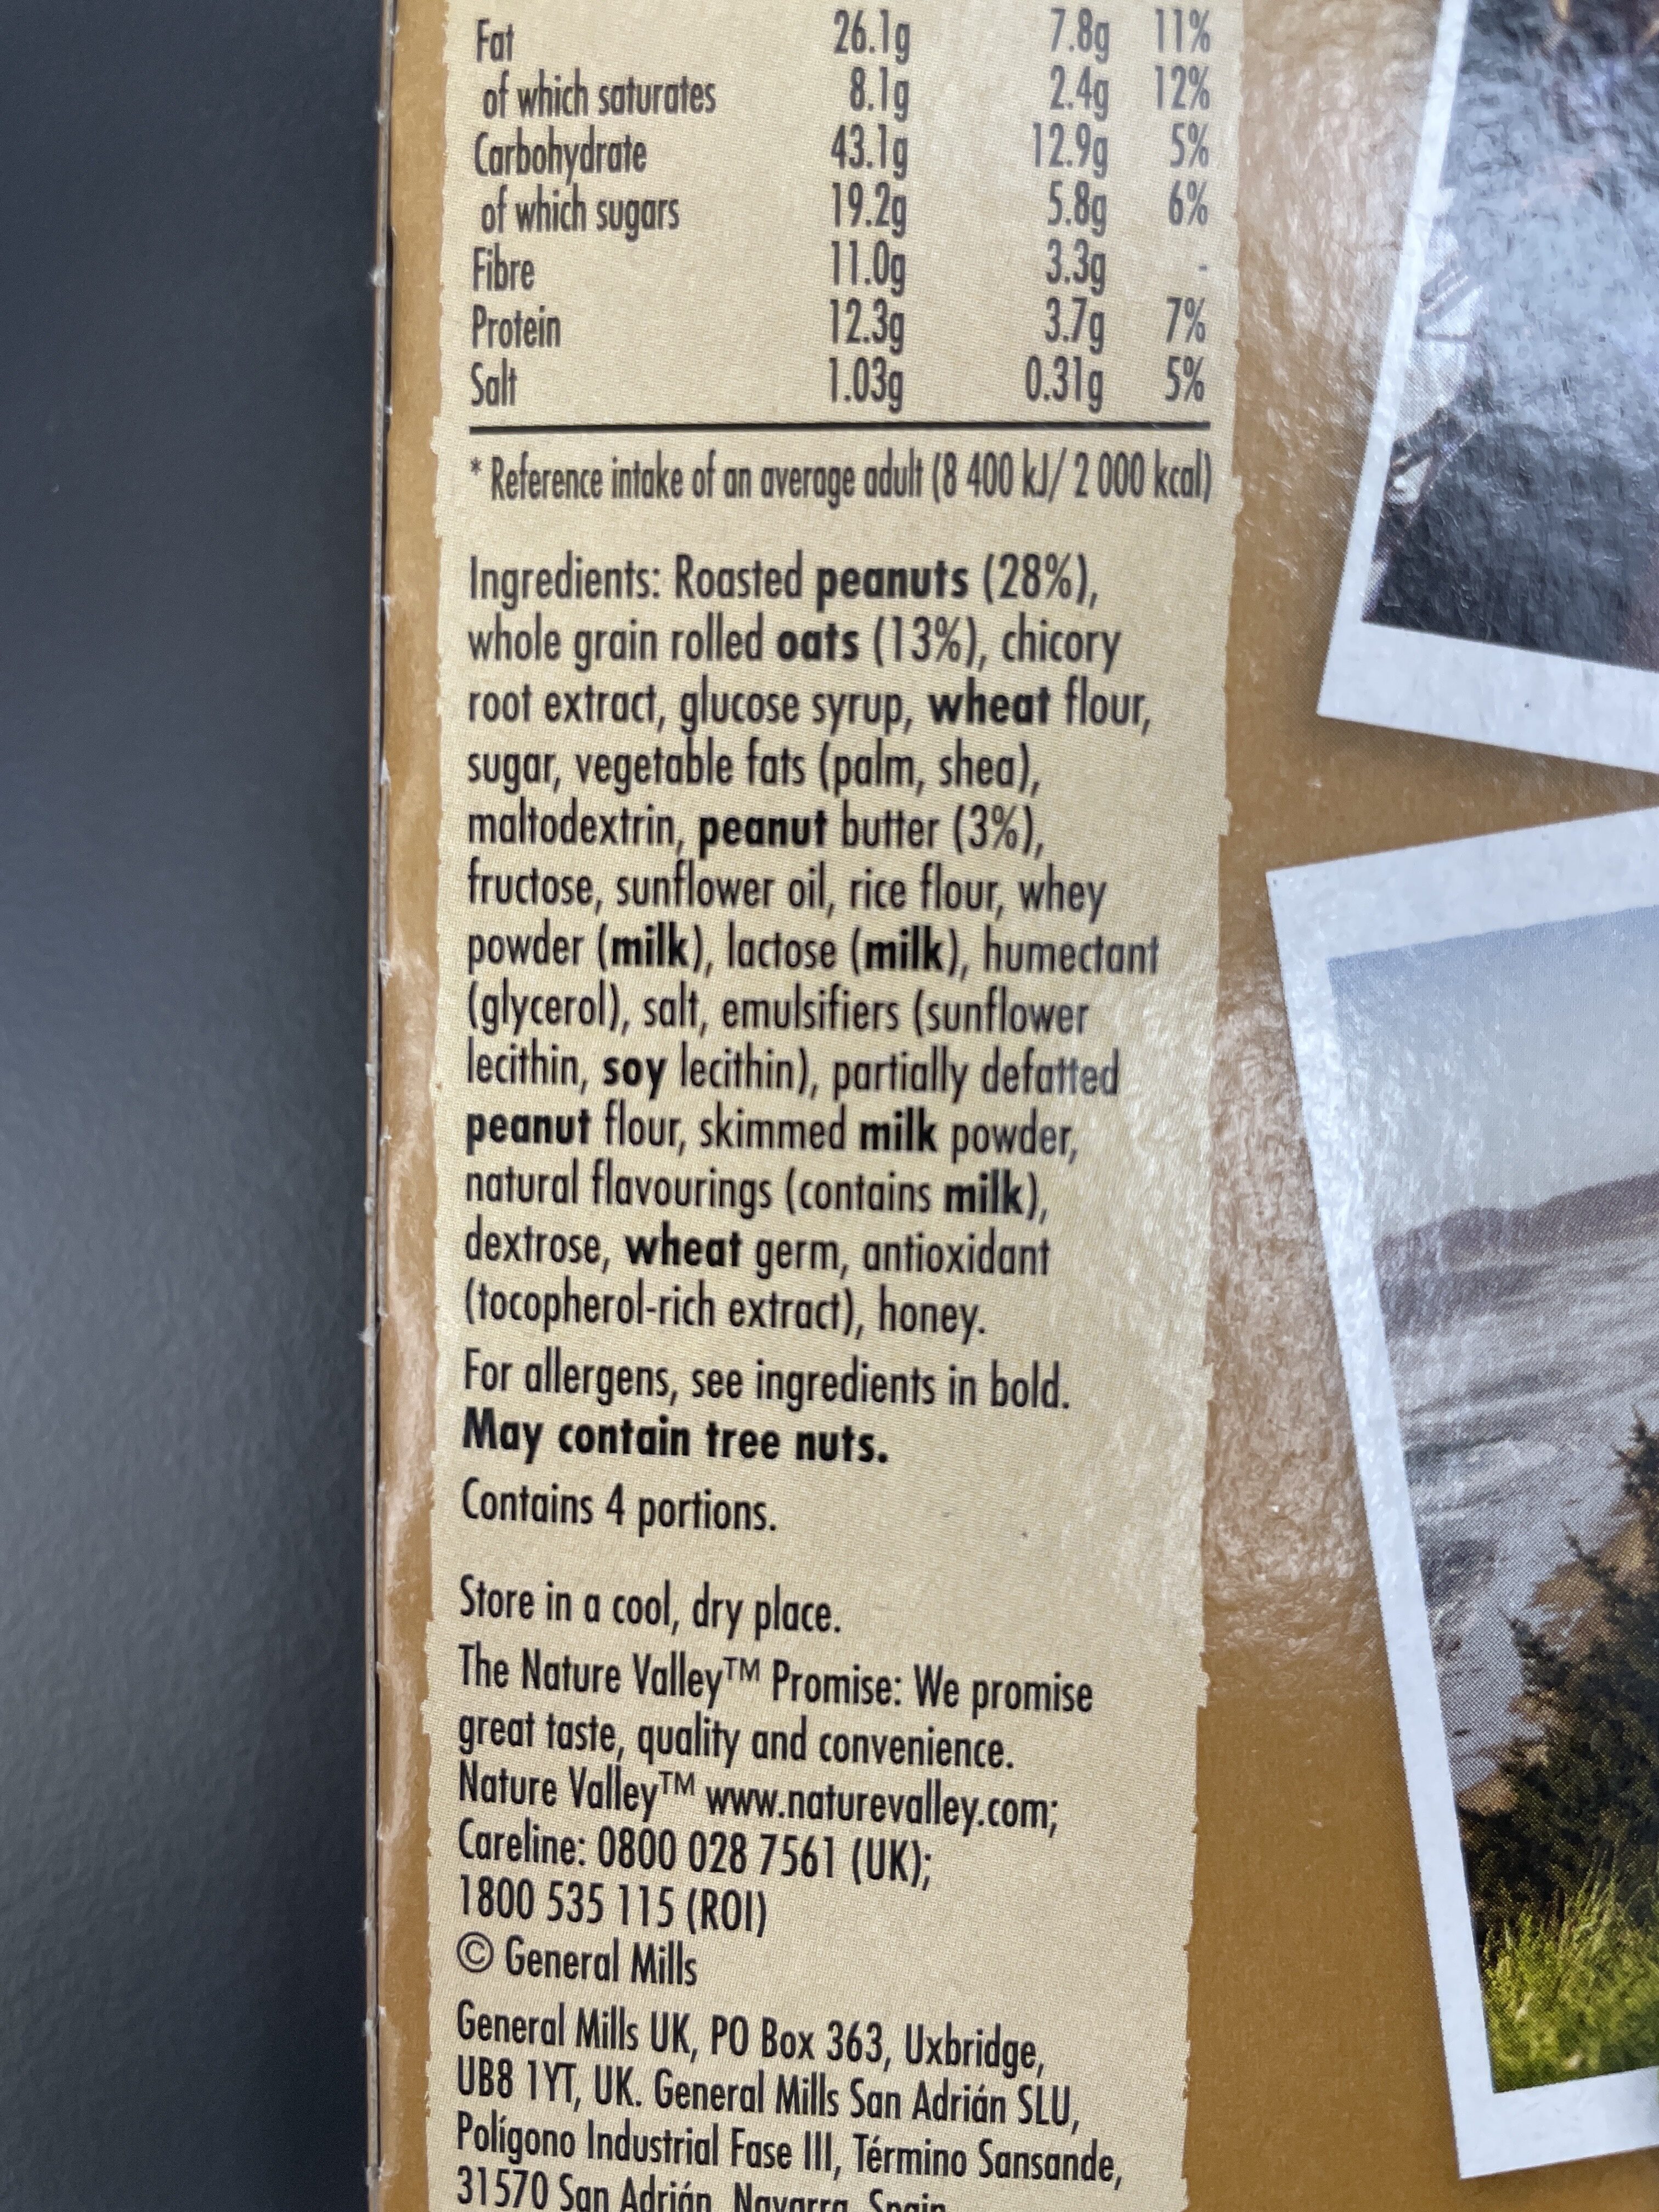 Fat 26.1g 7.8g 11%
of which saturates 8.1g 2.4g 12%
Carbohydrate 43.1g 12.9g 5%
of which sugars 19.2g 5.8g 6%
Fibre 11.0g 3.3g -
Protein 12.3g 3.7g 7%
Salt 1.03g 0.31g 5%
* Reference intake of an average adult (8 400 kJ/ 2 000 kcal)
Ingredients: Roasted peanuts (28%),
whole grain rolled oats (13%), chicory
root extract, glucose syrup, wheat flour,
sugar, vegetable fats (palm, shea),
maltodextrin, peanut butter (3%),
fructose, sunflower oil, rice flour, whey
powder (milk), lactose (milk), humectant
(glycerol), salt, emulsifiers (sunflower
lecithin, soy lecithin), partially defatted
peanut flour, skimmed milk powder,
natural flavourings (contains milk),
dextrose, wheat germ, antioxidant
(tocopherol-rich extract), honey.
For allergens, see ingredients in bold.
May contain tree nuts.
Contains 4 portions.
Store in a cool, dry place.
The Nature Valley™ Promise: We promise
great taste, quality and convenience.
Nature Valley™ www.naturevalley.com;
Careline: 0800 028 7561 (UK);
1800 535 115 (ROI)
© General Mills
General Mills UK, PO Box 363, Uxbridge,
UB8 1YT, UK. General Mills San Adrián SLU,
Polígono Industrial Fase III, Término Sansande,
31570 San Adrián, Navarra, Spain